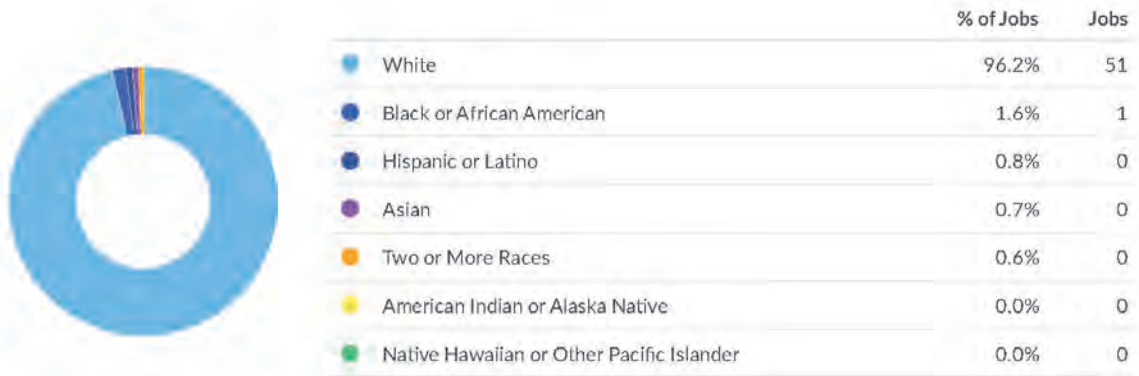 % of Jobs Jobs
White 96.2% 51
Black or African American 1.6% 1
Hispanic or Latino 0.8% 0
Asian 0.7% 0
Two or More Races 0.6% 0
American Indian or Alaska Native 0.0% 0
Native Hawaiian or Other Pacific Islander 0.0% 0